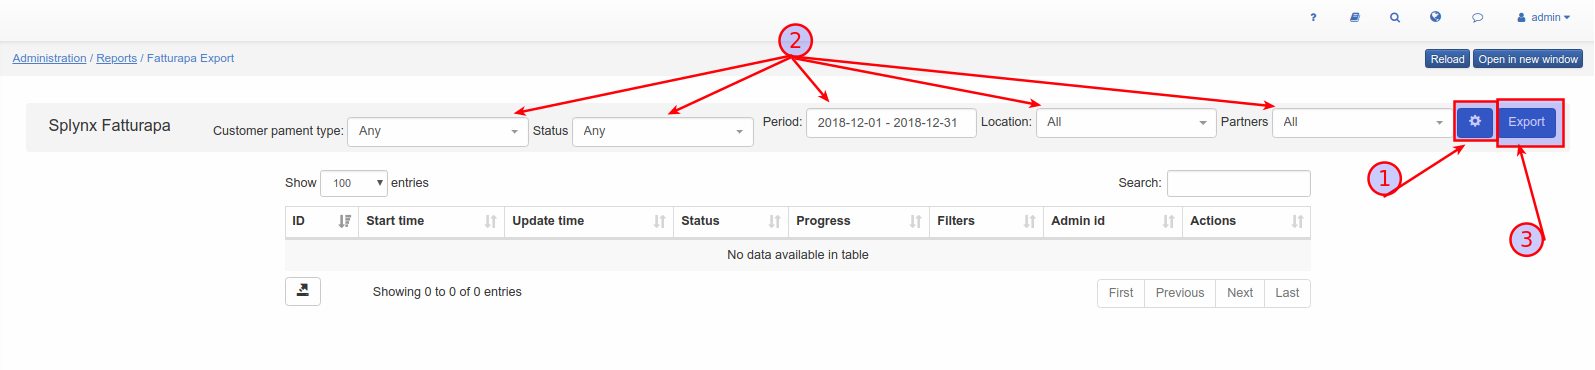 ? admin
Administration / Reports / Fatturapa Export Reload Open in new window
2
Splynx Fatturapa Customer pament type: Any Status Any Period: 2018-12-01 - 2018-12-31 Location: All Partners All Export
1
3
Show 100 entries Search:
ID Start time Update time Status Progress Filters Admin id Actions
No data available in table
Showing 0 to 0 of 0 entries First Previous Next Last